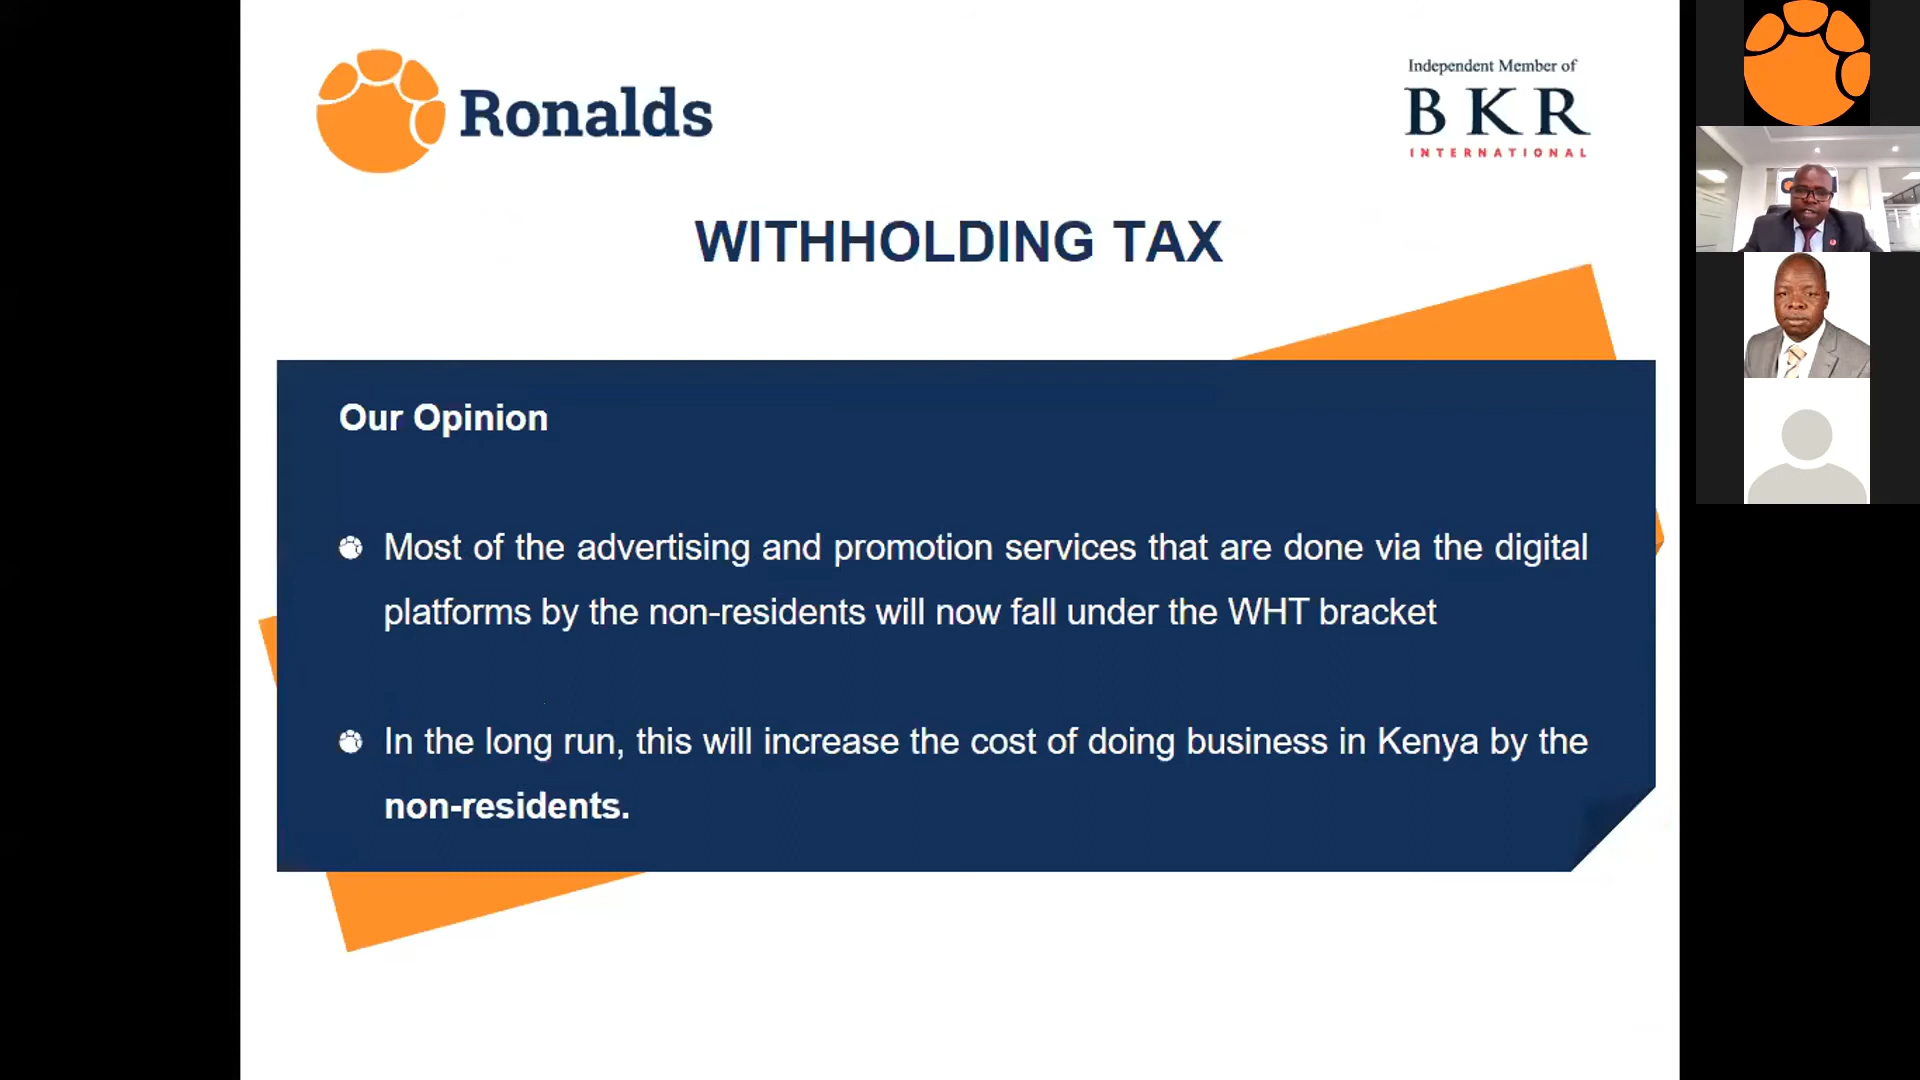 Ronalds
Independent Member of
BKR
INTERNATIONAL
WITHHOLDING TAX
Our Opinion
Most of the advertising and promotion services that are done via the digital
platforms by the non-residents will now fall under the WHT bracket
In the long run, this will increase the cost of doing business in Kenya by the
non-residents.